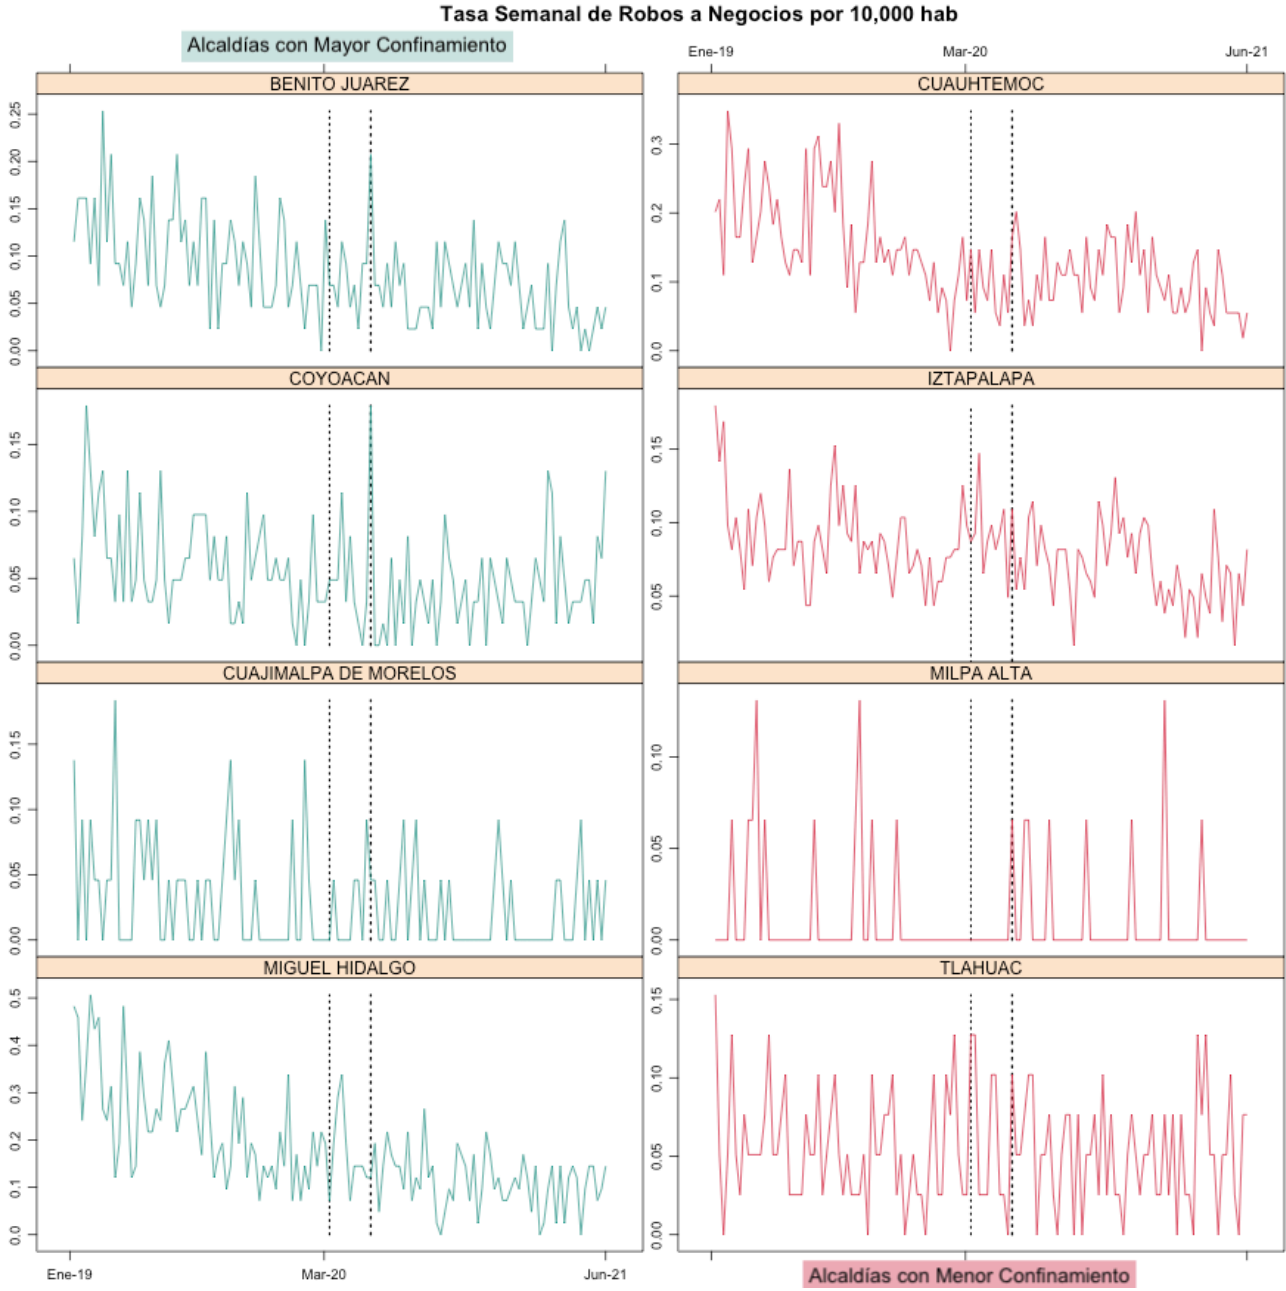 Tasa Semanal de Robos a Negocios por 10,000 hab
Alcaldías con Mayor Confinamiento
Ene-19 Mar-20 Jun-21
BENITO JUAREZ
0.25
0.20
0.15
0.10
0.05
0.00
CUAUHTEMOC
0.3
0.2
0.1
0.0
COYOACAN
0.15
0.10
0.05
0.00
IZTAPALAPA
0.15
0.10
0.05
CUAJIMALPA DE MORELOS
0.15
0.10
0.05
0.00
MILPA ALTA
0.10
0.05
0.00
MIGUEL HIDALGO
0.5
0.4
0.3
0.2
0.1
0.0
TLAHUAC
0.15
0.10
0.05
0.00
Ene-19 Mar-20 Jun-21
Alcaldías con Menor Confinamiento